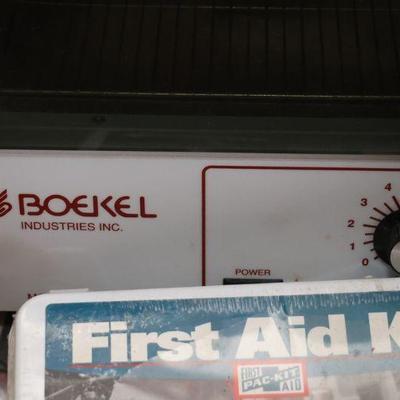 BOEKEL
INDUSTRIES INC.
4
3
2
1
0
POWER
First Aid K
FIRST
PAC-KIT
AID